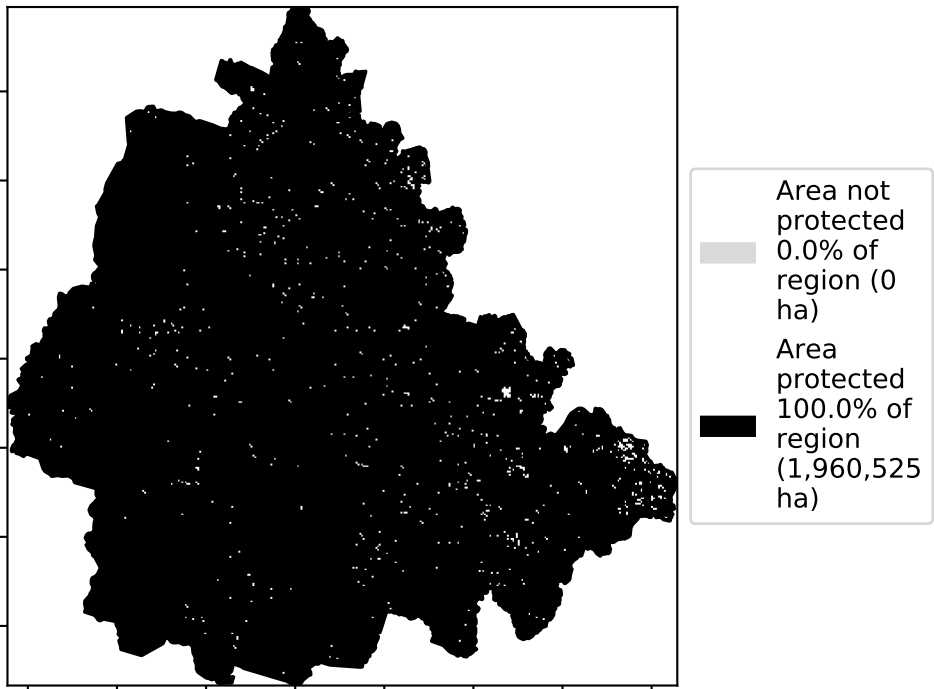 Area not
protected
0.0% of
region (0
ha)
Area
protected
100.0% of
region
(1,960,525
ha)